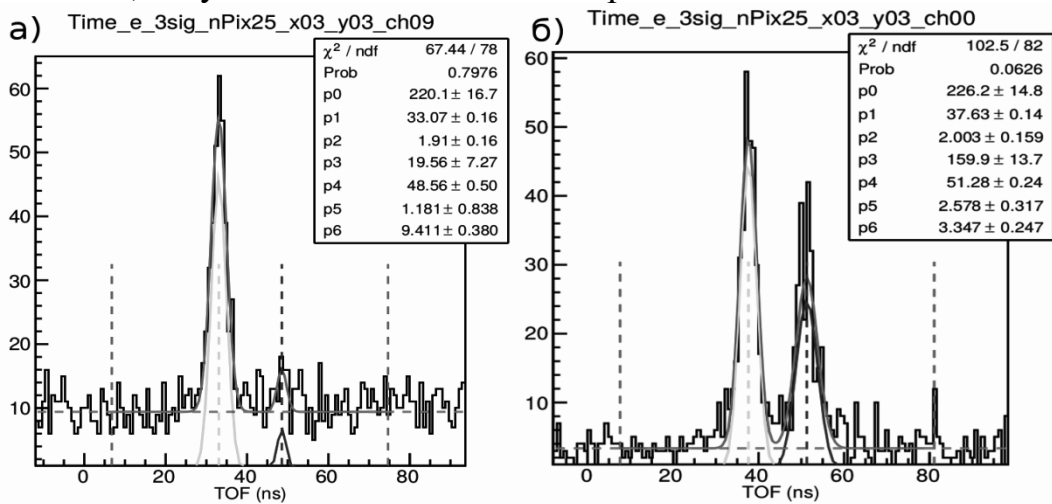 а)
Time_e_3sig_nPix25_x03_y03_ch09
χ² / ndf 67.44 / 78
Prob 0.7976
p0 220.1 ± 16.7
p1 33.07 ± 0.16
p2 1.91 ± 0.16
p3 19.56 ± 7.27
p4 48.56 ± 0.50
p5 1.181 ± 0.838
p6 9.411 ± 0.380
60
50
40
30
20
10
0 20 40 60 80
TOF (ns)
б)
Time_e_3sig_nPix25_x03_y03_ch00
χ² / ndf 102.5 / 82
Prob 0.0626
p0 226.2 ± 14.8
p1 37.63 ± 0.14
p2 2.003 ± 0.159
p3 159.9 ± 13.7
p4 51.28 ± 0.24
p5 2.578 ± 0.317
p6 3.347 ± 0.247
60
50
40
30
20
10
0 20 40 60 80
TOF (ns)